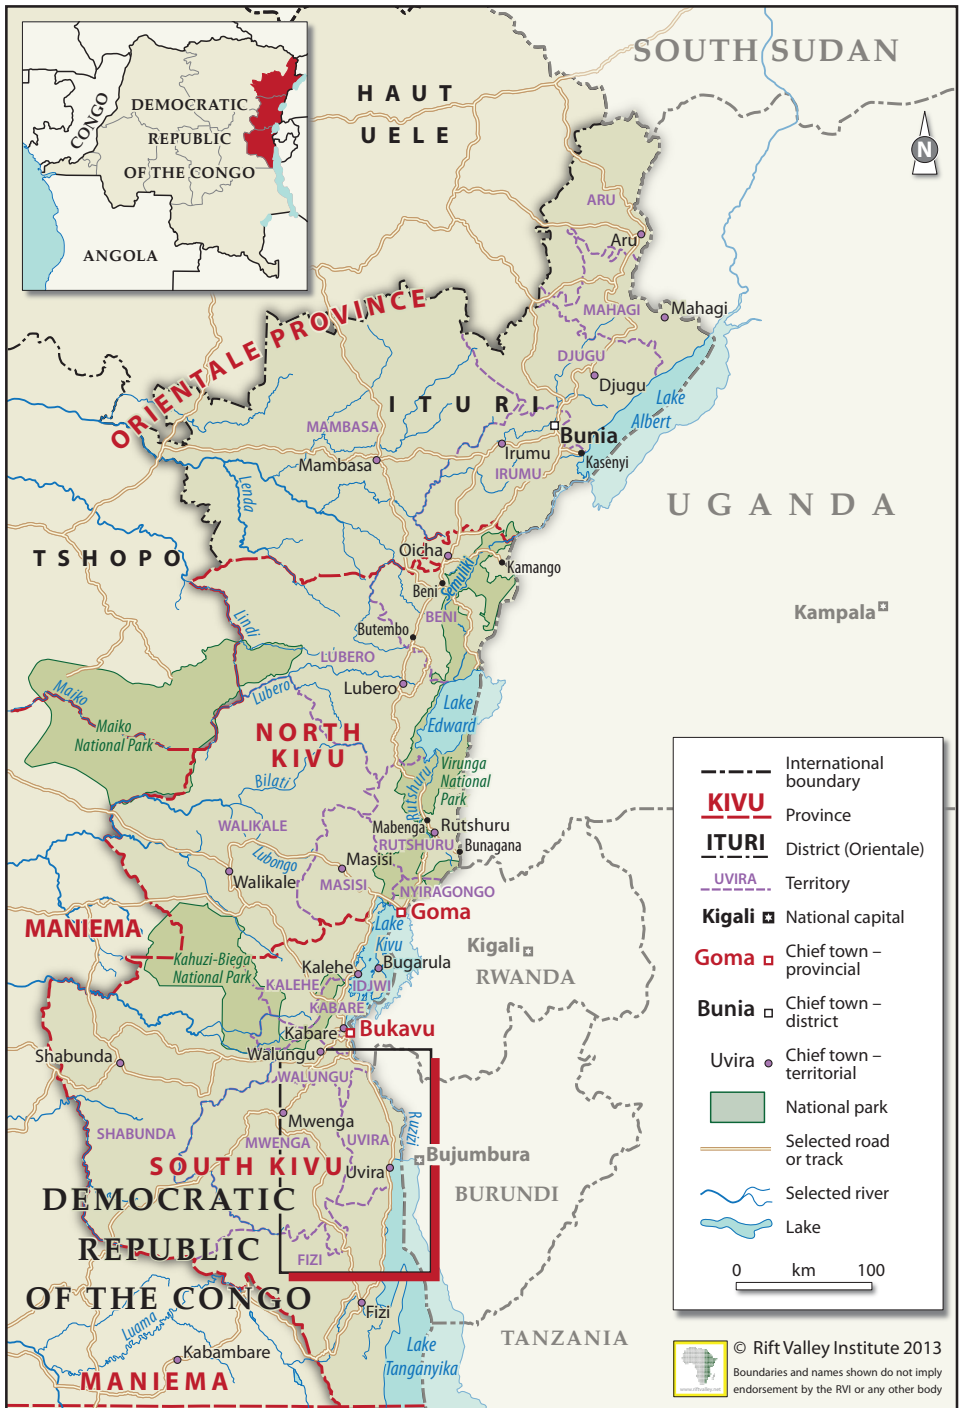 SOUTH SUDAN
HAUT
UELE
CONGO
DEMOCRATIC
REPUBLIC
OF THE CONGO
ANGOLA
N
ARU
Aru
ORIENTALE PROVINCE
MAHAGI
Mahagi
DJUGU
Djugu
Lake
Albert
ITURI
MAMBASA
Mambasa
Bunia
Irumu
IRUMU
Kasenyi
UGANDA
Lenda
TSHOPO
Oicha
Semuliki
Kamango
Beni
BENI
Kampala
Lindi
Butembo
LUBERO
Lubero
Lubero
Maiko
Maiko
National Park
Lake
Edward
NORTH
KIVU
Bilati
Rutshuru
Virunga
National
Park
WALIKALE
Mabenga
Rutshuru
RUTSHURU
Bunagana
Lubongo
Masisi
Walikale
MASISI
NYIRAGONGO
Goma
MANIEMA
Lake
Kivu
Kigali
RWANDA
Kahuzi-Biega
National Park
Kalehe
Bugarula
KALEHE
IDJWI
KABARE
Kabare
Bukavu
Walungu
Shabunda
WALUNGU
Mwenga
Ruzizi
SHABUNDA
MWENGA
UVIRA
Bujumbura
SOUTH KIVU
Uvira
BURUNDI
DEMOCRATIC
REPUBLIC
OF THE CONGO
FIZI
Fizi
Luama
TANZANIA
Kabambare
Lake
Tanganyika
MANIEMA
International
boundary
KIVU
Province
ITURI
District (Orientale)
UVIRA
Territory
Kigali
National capital
Goma
Chief town –
provincial
Bunia
Chief town –
district
Uvira
Chief town –
territorial
National park
Selected road
or track
Selected river
Lake
0 km 100
www.riftvalley.net
© Rift Valley Institute 2013
Boundaries and names shown do not imply
endorsement by the RVI or any other body